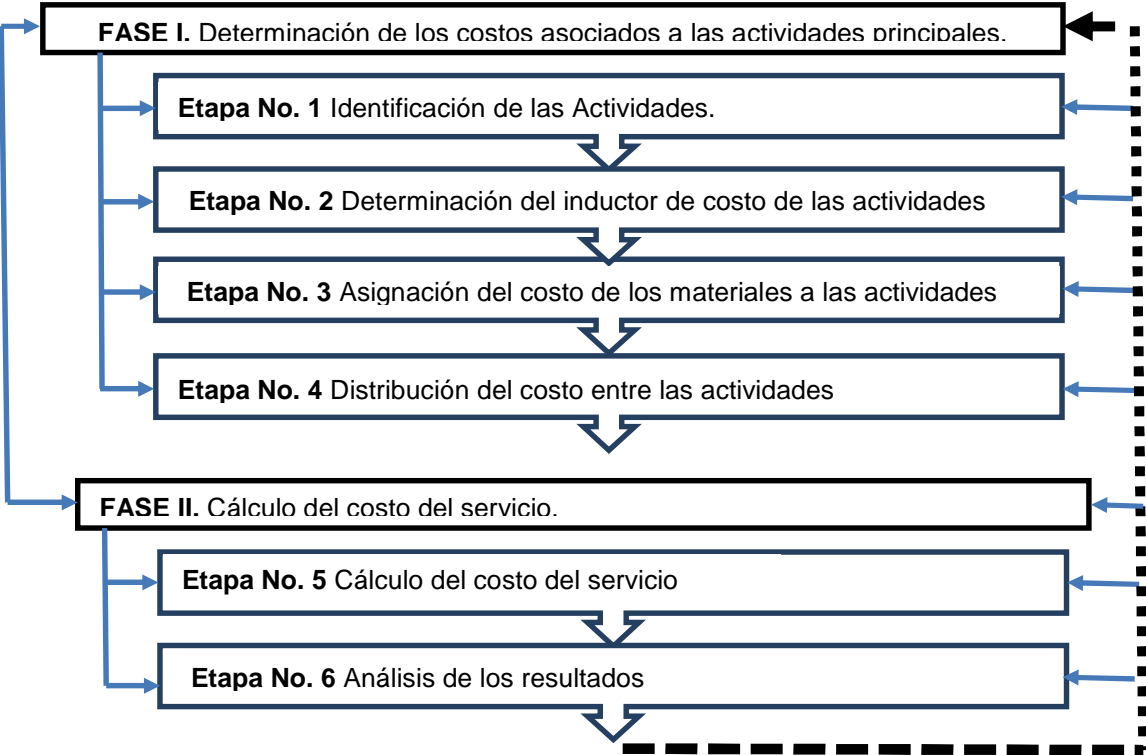 FASE I. Determinación de los costos asociados a las actividades principales.
Etapa No. 1 Identificación de las Actividades.
Etapa No. 2 Determinación del inductor de costo de las actividades
Etapa No. 3 Asignación del costo de los materiales a las actividades
Etapa No. 4 Distribución del costo entre las actividades
FASE II. Cálculo del costo del servicio.
Etapa No. 5 Cálculo del costo del servicio
Etapa No. 6 Análisis de los resultados